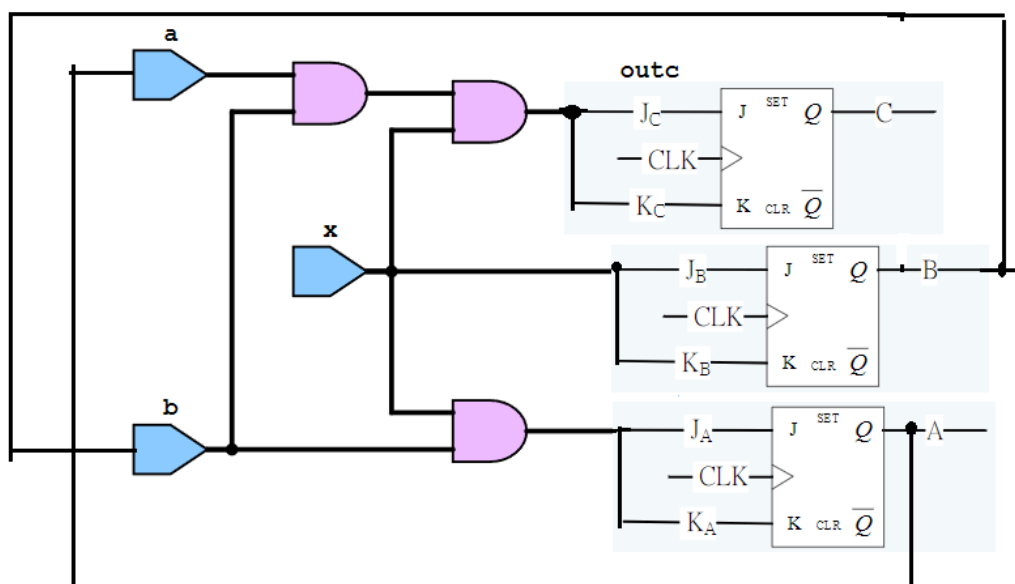 a
outc
J_C J SET Q C
CLK
K_C K CLR Q̅
x
J_B J SET Q B
CLK
K_B K CLR Q̅
b
J_A J SET Q A
CLK
K_A K CLR Q̅